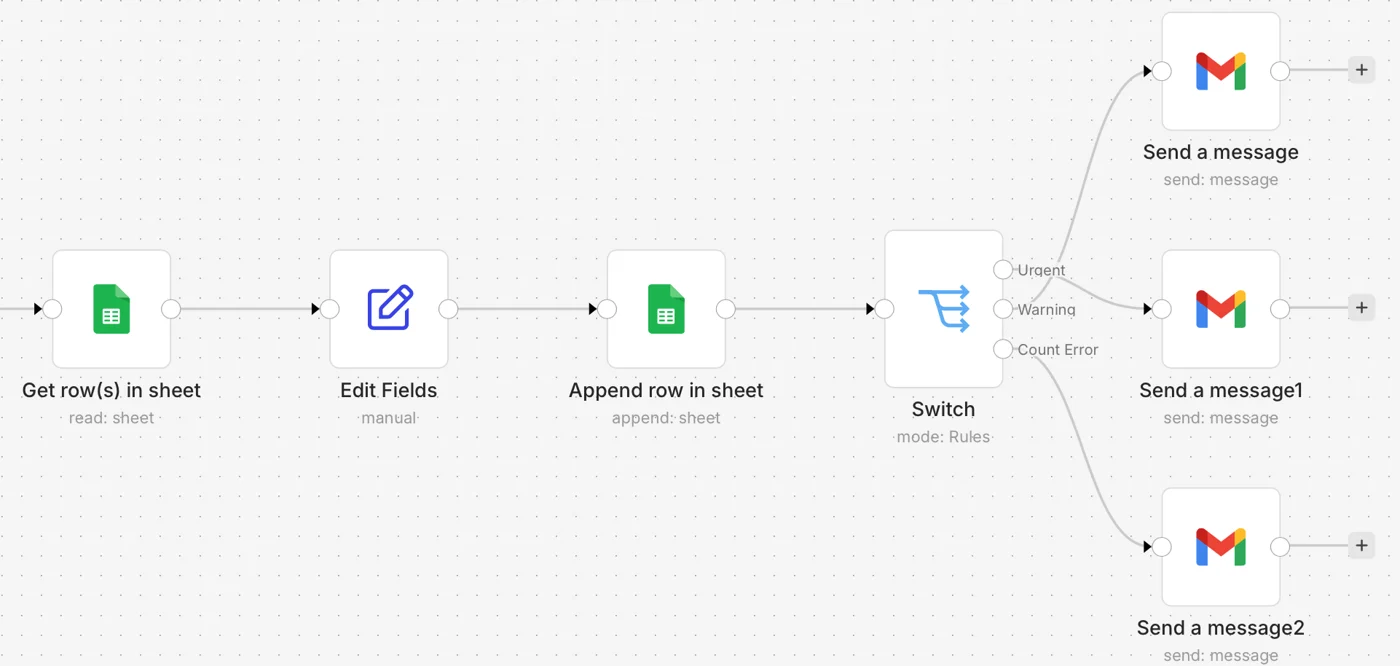 Send a message
send: message
Urgent
Warning
Count Error
Get row(s) in sheet
read: sheet
Edit Fields
manual
Append row in sheet
append: sheet
Switch
mode: Rules
Send a message1
send: message
Send a message2
send: message